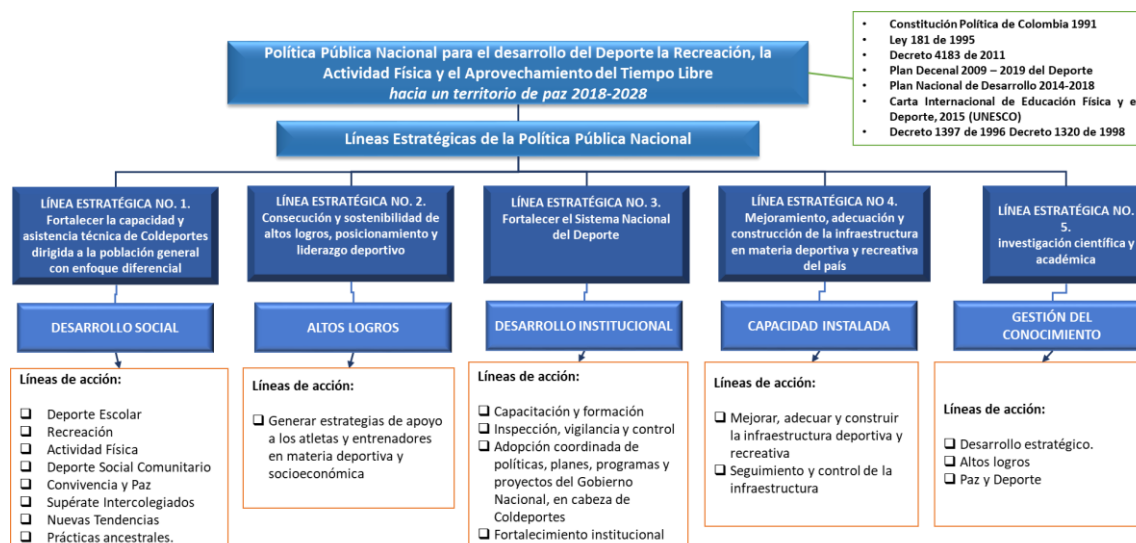 Política Pública Nacional para el desarrollo del Deporte la Recreación, la
Actividad Física y el Aprovechamiento del Tiempo Libre
hacia un territorio de paz 2018-2028
• Constitución Política de Colombia 1991
• Ley 181 de 1995
• Decreto 4183 de 2011
• Plan Decenal 2009 – 2019 del Deporte
• Plan Nacional de Desarrollo 2014-2018
• Carta Internacional de Educación Física y e
Deporte, 2015 (UNESCO)
• Decreto 1397 de 1996 Decreto 1320 de 1998
Líneas Estratégicas de la Política Pública Nacional
LÍNEA ESTRATÉGICA NO. 1.
Fortalecer la capacidad y
asistencia técnica de Coldeportes
dirigida a la población general
con enfoque diferencial
DESARROLLO SOCIAL
Líneas de acción:
❑ Deporte Escolar
❑ Recreación
❑ Actividad Física
❑ Deporte Social Comunitario
❑ Convivencia y Paz
❑ Supérate Intercolegiados
❑ Nuevas Tendencias
❑ Prácticas ancestrales.
LÍNEA ESTRATÉGICA NO. 2.
Consecución y sostenibilidad de
altos logros, posicionamiento y
liderazgo deportivo
ALTOS LOGROS
Líneas de acción:
❑ Generar estrategias de apoyo
a los atletas y entrenadores
en materia deportiva y
socioeconómica
LÍNEA ESTRATÉGICA NO. 3.
Fortalecer el Sistema Nacional
del Deporte
DESARROLLO INSTITUCIONAL
Líneas de acción:
❑ Capacitación y formación
❑ Inspección, vigilancia y control
❑ Adopción coordinada de
políticas, planes, programas y
proyectos del Gobierno
Nacional, en cabeza de
Coldeportes
❑ Fortalecimiento institucional
LÍNEA ESTRATÉGICA NO 4.
Mejoramiento, adecuación y
construcción de la infraestructura
en materia deportiva y recreativa
del país
CAPACIDAD INSTALADA
Líneas de acción:
❑ Mejorar, adecuar y construir
la infraestructura deportiva y
recreativa
❑ Seguimiento y control de la
infraestructura
LÍNEA ESTRATÉGICA NO.
5.
investigación científica y
académica
GESTIÓN DEL
CONOCIMIENTO
Líneas de acción:
❑ Desarrollo estratégico.
❑ Altos logros
❑ Paz y Deporte